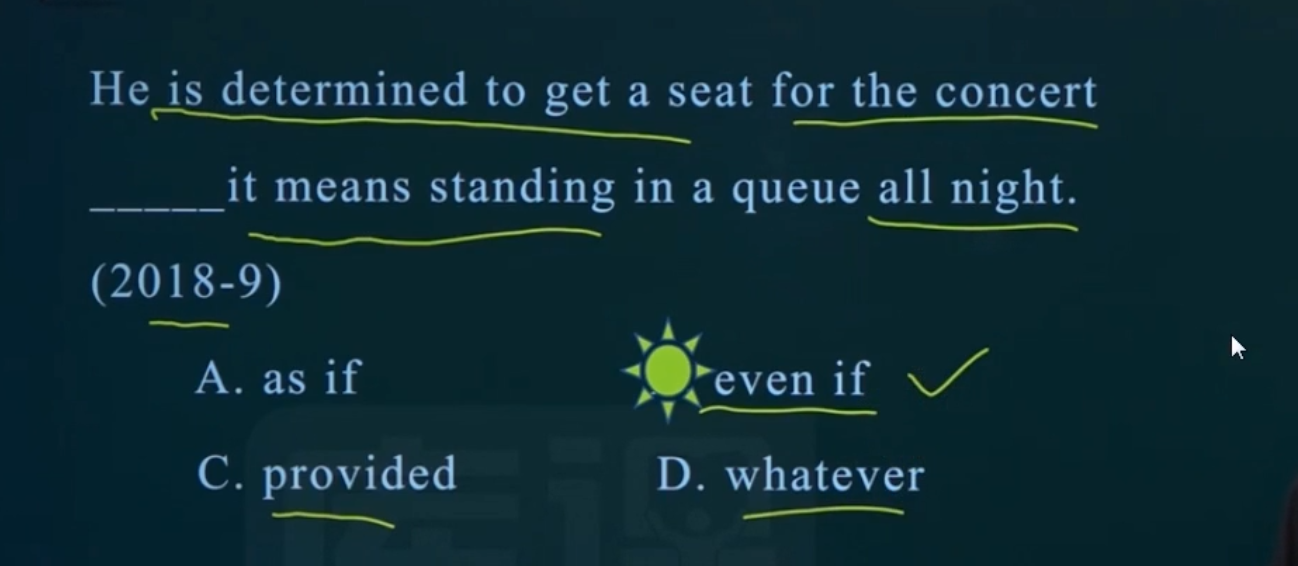 He is determined to get a seat for the concert
_____it means standing in a queue all night.
(2018-9)
A. as if
even if
C. provided
D. whatever